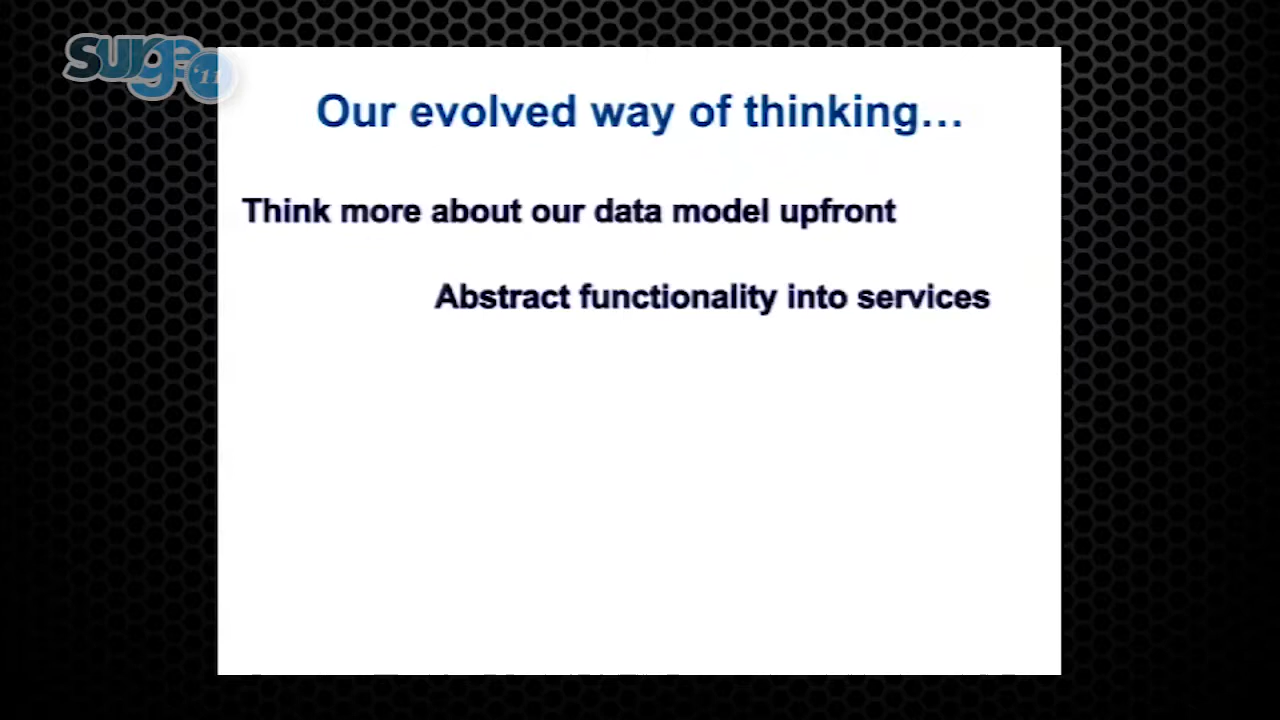 surge '11
Our evolved way of thinking...
Think more about our data model upfront
Abstract functionality into services